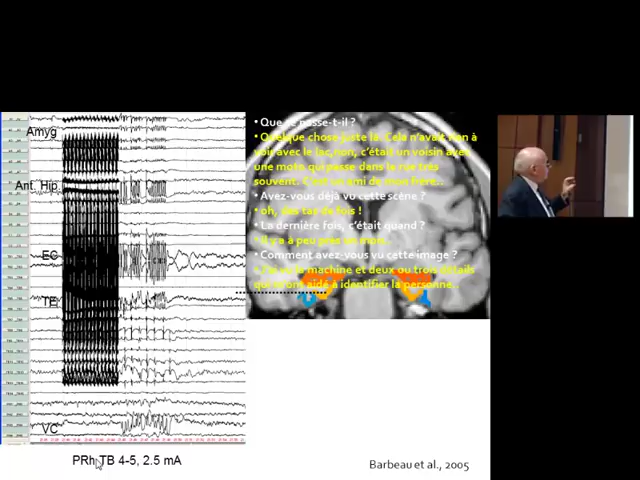 Amyg
Ant. Hip.
EC
TE
VC
PRh TB 4-5, 2.5 mA
• Que se passe-t-il ?
• Quelque chose juste là. Cela n'avait rien à
voir avec le lac, non, c'était un voisin avec
une moto qui passe dans la rue très
souvent. C'est un ami de mon frère..
• Avez-vous déjà vu cette scène ?
• oh, des tas de fois !
• La dernière fois, c'était quand ?
• Il y a à peu près un mois..
• Comment avez-vous vu cette image ?
• J'ai vu la machine et deux ou trois détails
qui m'ont aidé à identifier la personne..
Barbeau et al., 2005